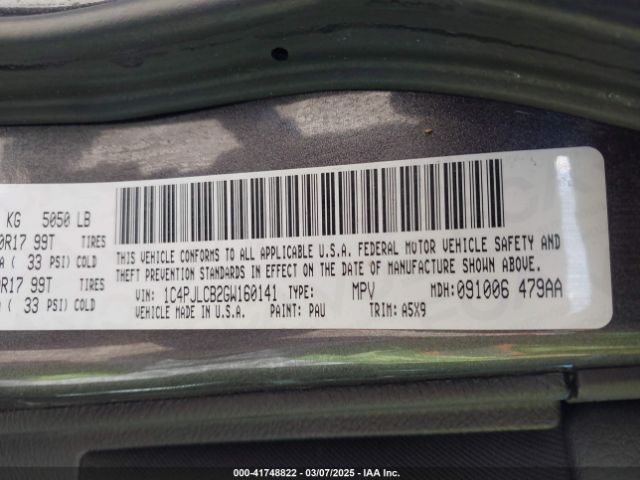 KG 5050 LB
0R17 99T TIRES
A ( 33 PSI) COLD
0R17 99T TIRES
A ( 33 PSI) COLD
THIS VEHICLE CONFORMS TO ALL APPLICABLE U.S.A. FEDERAL MOTOR VEHICLE SAFETY AND
THEFT PREVENTION STANDARDS IN EFFECT ON THE DATE OF MANUFACTURE SHOWN ABOVE.
VIN: 1C4PJLCB2GW160141 TYPE: MPV MDH: 091006 479AA
VEHICLE MADE IN U.S.A. PAINT: PAU TRIM: A5X9
© 41748822 — 03/07/2025 — IAA Inc.